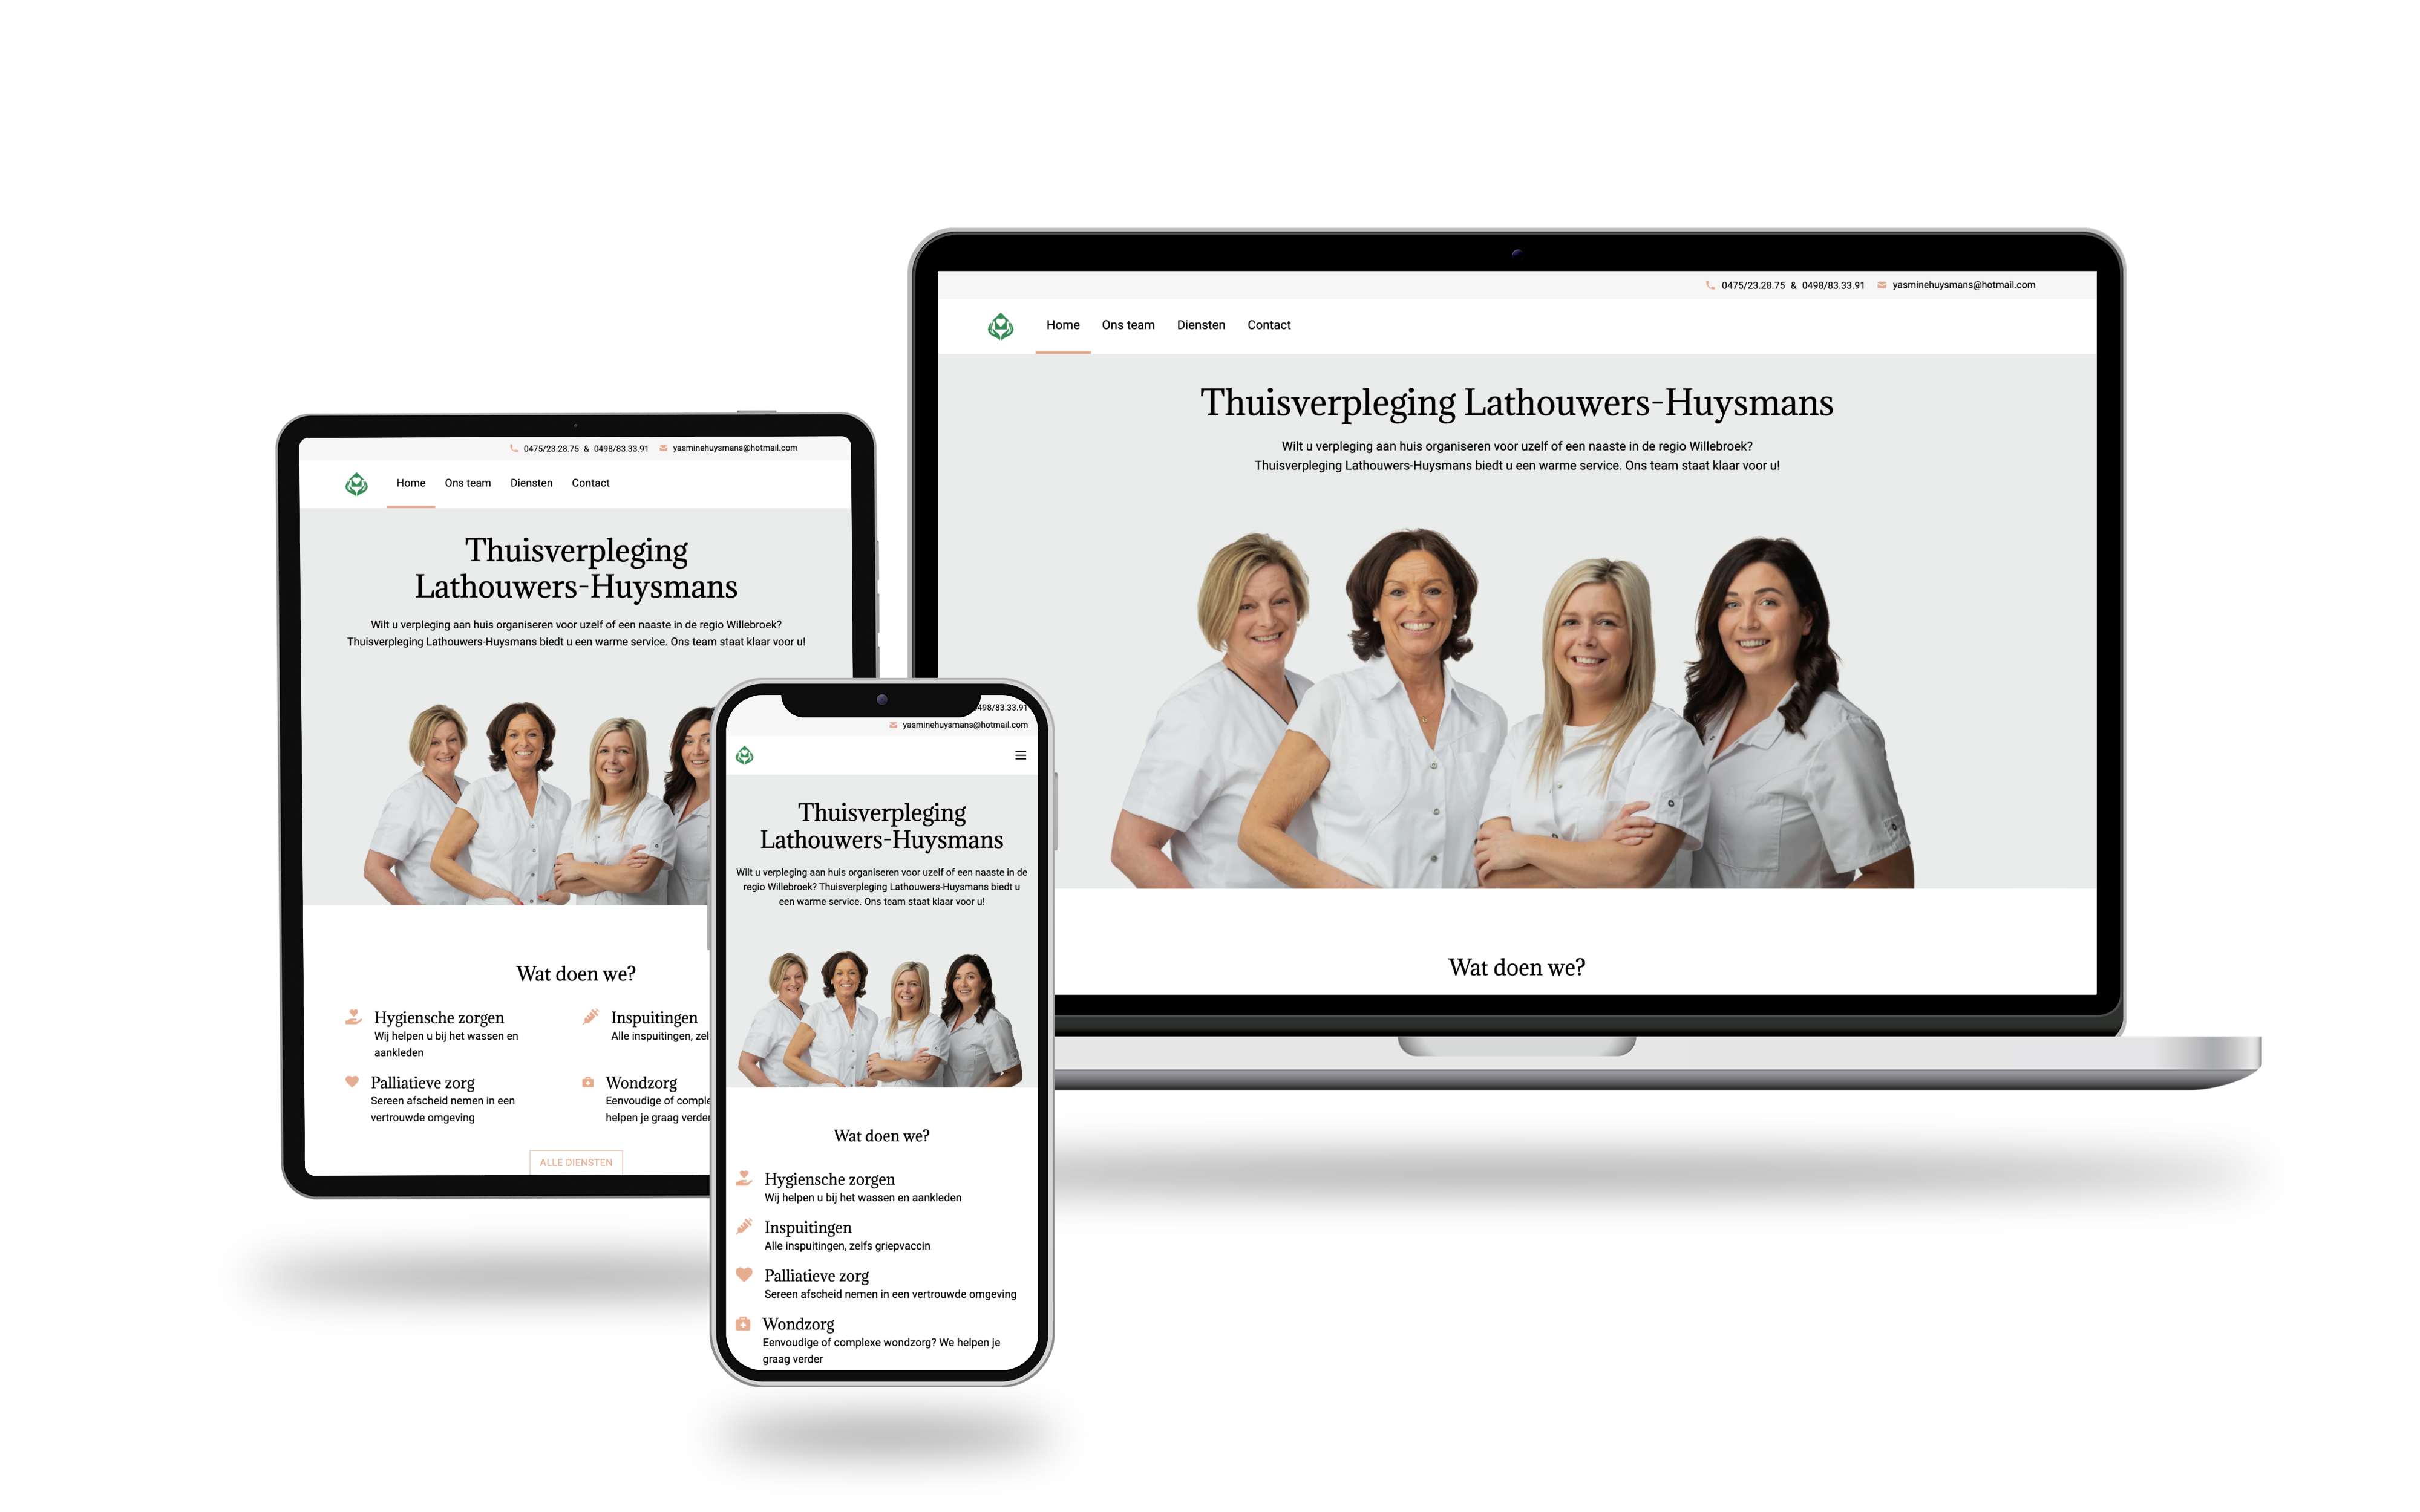 0475/23.28.75 & 0498/83.33.91 yasminehuysmans@hotmail.com
Home Ons team Diensten Contact
Thuisverpleging Lathouwers-Huysmans
Wilt u verpleging aan huis organiseren voor uzelf of een naaste in de regio Willebroek?
Thuisverpleging Lathouwers-Huysmans biedt u een warme service. Ons team staat klaar voor u!
Wat doen we?
0475/23.28.75 & 0498/83.33.91 yasminehuysmans@hotmail.com
Home Ons team Diensten Contact
Thuisverpleging
Lathouwers-Huysmans
Wilt u verpleging aan huis organiseren voor uzelf of een naaste in de regio Willebroek?
Thuisverpleging Lathouwers-Huysmans biedt u een warme service. Ons team staat klaar voor u!
Wat doen we?
Hygiensche zorgen
Wij helpen u bij het wassen en
aankleden
Inspuitingen
Alle inspuitingen, zel
Palliatieve zorg
Sereen afscheid nemen in een
vertrouwde omgeving
Wondzorg
Eenvoudige of comple
helpen je graag verder
ALLE DIENSTEN
498/83.33.91
yasminehuysmans@hotmail.com
Thuisverpleging
Lathouwers-Huysmans
Wilt u verpleging aan huis organiseren voor uzelf of een naaste in de
regio Willebroek? Thuisverpleging Lathouwers-Huysmans biedt u
een warme service. Ons team staat klaar voor u!
Wat doen we?
Hygiensche zorgen
Wij helpen u bij het wassen en aankleden
Inspuitingen
Alle inspuitingen, zelfs griepvaccin
Palliatieve zorg
Sereen afscheid nemen in een vertrouwde omgeving
Wondzorg
Eenvoudige of complexe wondzorg? We helpen je
graag verder